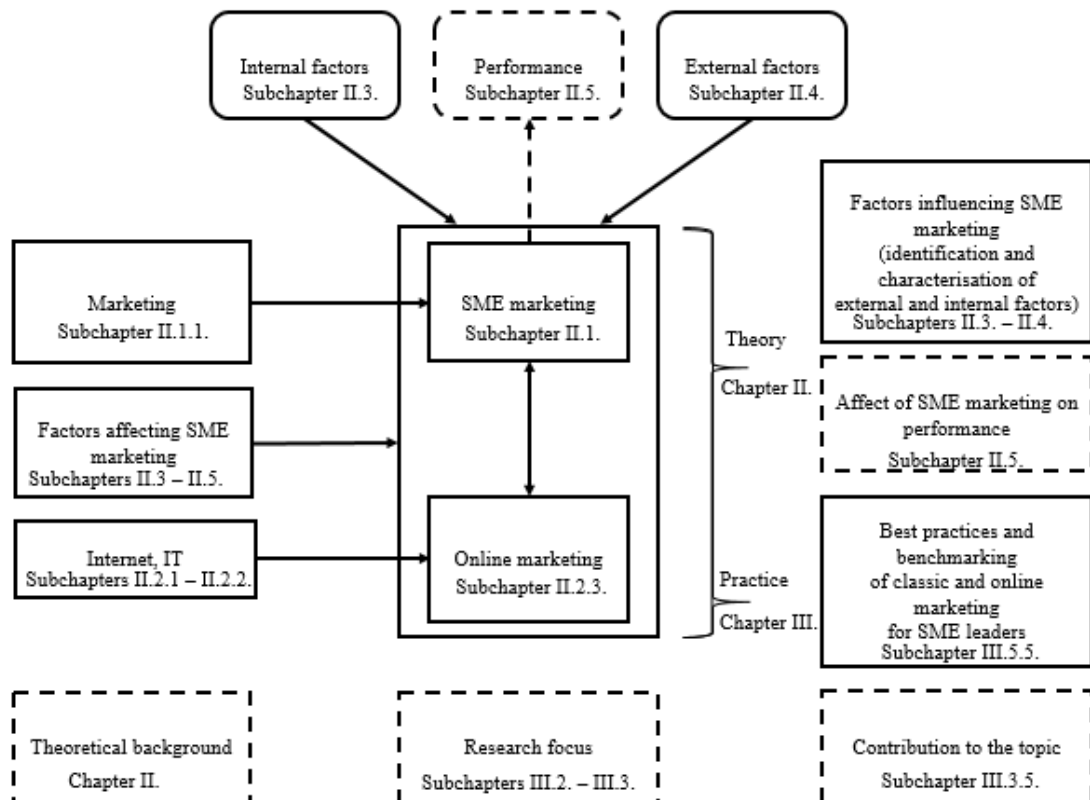 Internal factors
Subchapter II.3.
Performance
Subchapter II.5.
External factors
Subchapter II.4.
Marketing
Subchapter II.1.1.
Factors affecting SME
marketing
Subchapters II.3 – II.5.
Internet, IT
Subchapters II.2.1 – II.2.2.
SME marketing
Subchapter II.1.
Online marketing
Subchapter II.2.3.
Theory
Chapter II.
Practice
Chapter III.
Factors influencing SME
marketing
(identification and
characterisation of
external and internal factors)
Subchapters II.3. – II.4.
Affect of SME marketing on
performance
Subchapter II.5.
Best practices and
benchmarking
of classic and online
marketing
for SME leaders
Subchapter III.5.5.
Theoretical background
Chapter II.
Research focus
Subchapters III.2. – III.3.
Contribution to the topic
Subchapter III.3.5.